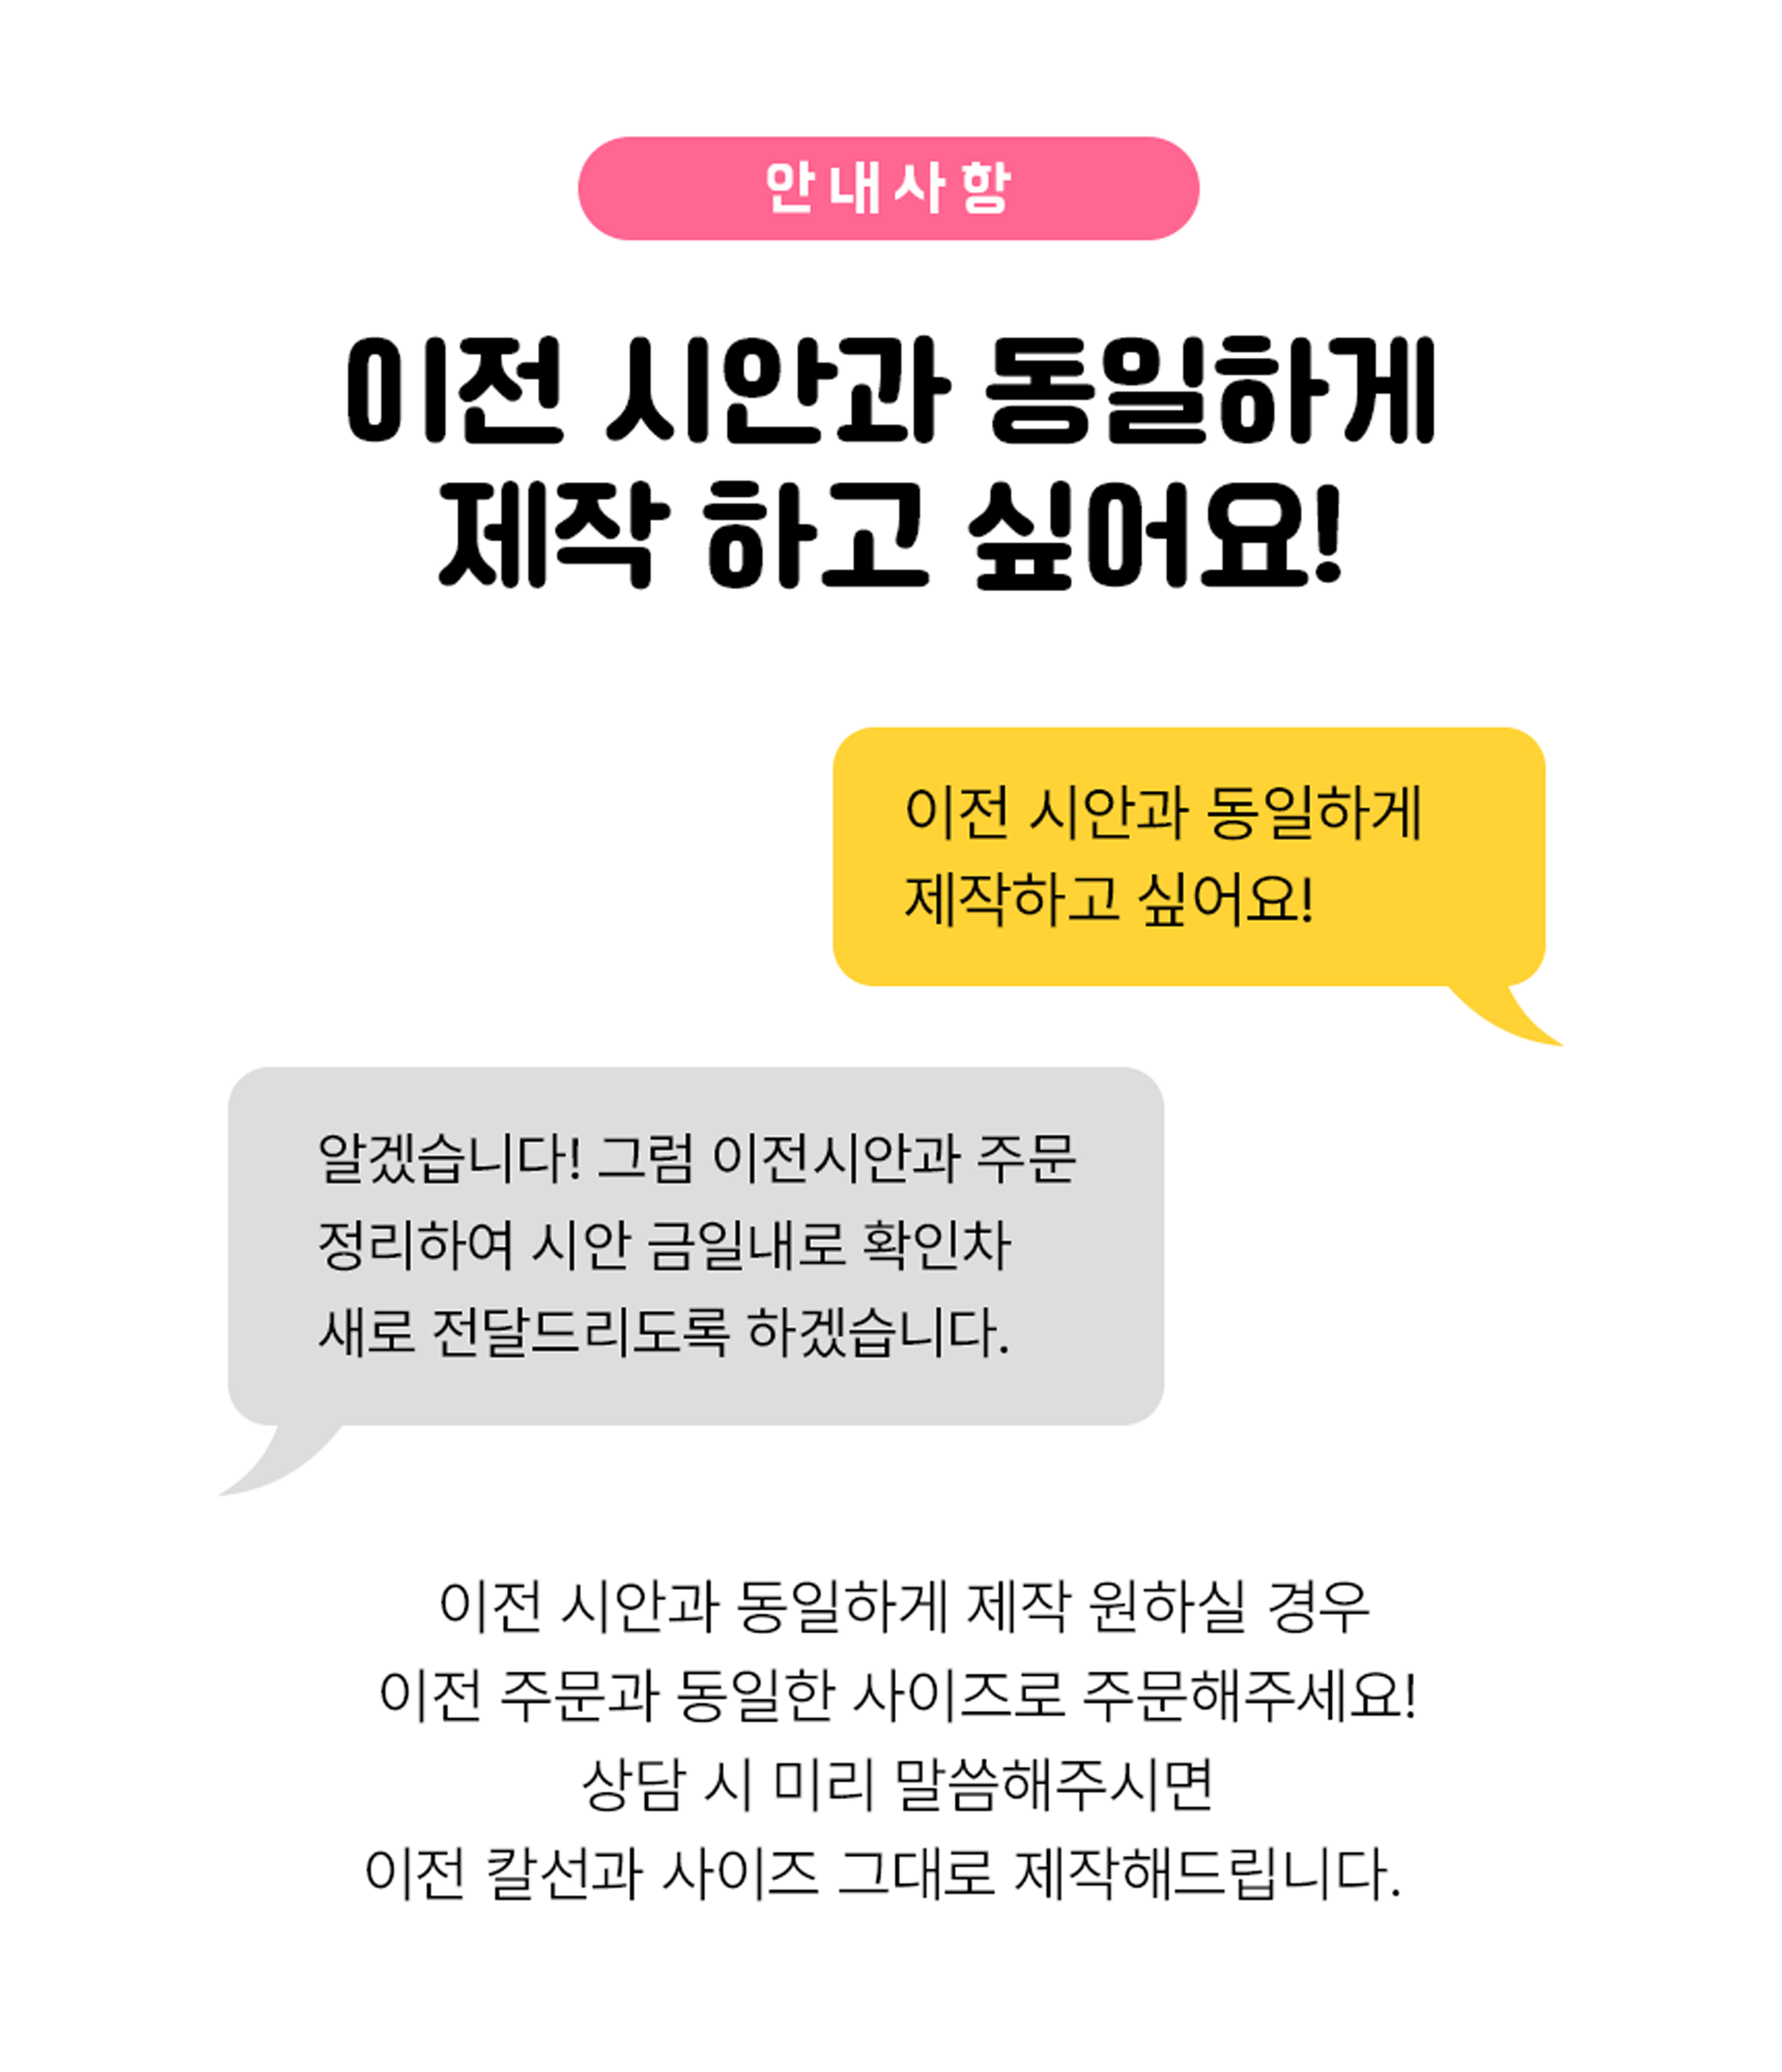 안내사항
이전 시안과 동일하게
제작 하고 싶어요!
이전 시안과 동일하게
제작하고 싶어요!
알겠습니다! 그럼 이전시안과 주문
정리하여 시안 금일내로 확인차
새로 전달드리도록 하겠습니다.
이전 시안과 동일하게 제작 원하실 경우
이전 주문과 동일한 사이즈로 주문해주세요!
상담 시 미리 말씀해주시면
이전 칼선과 사이즈 그대로 제작해드립니다.